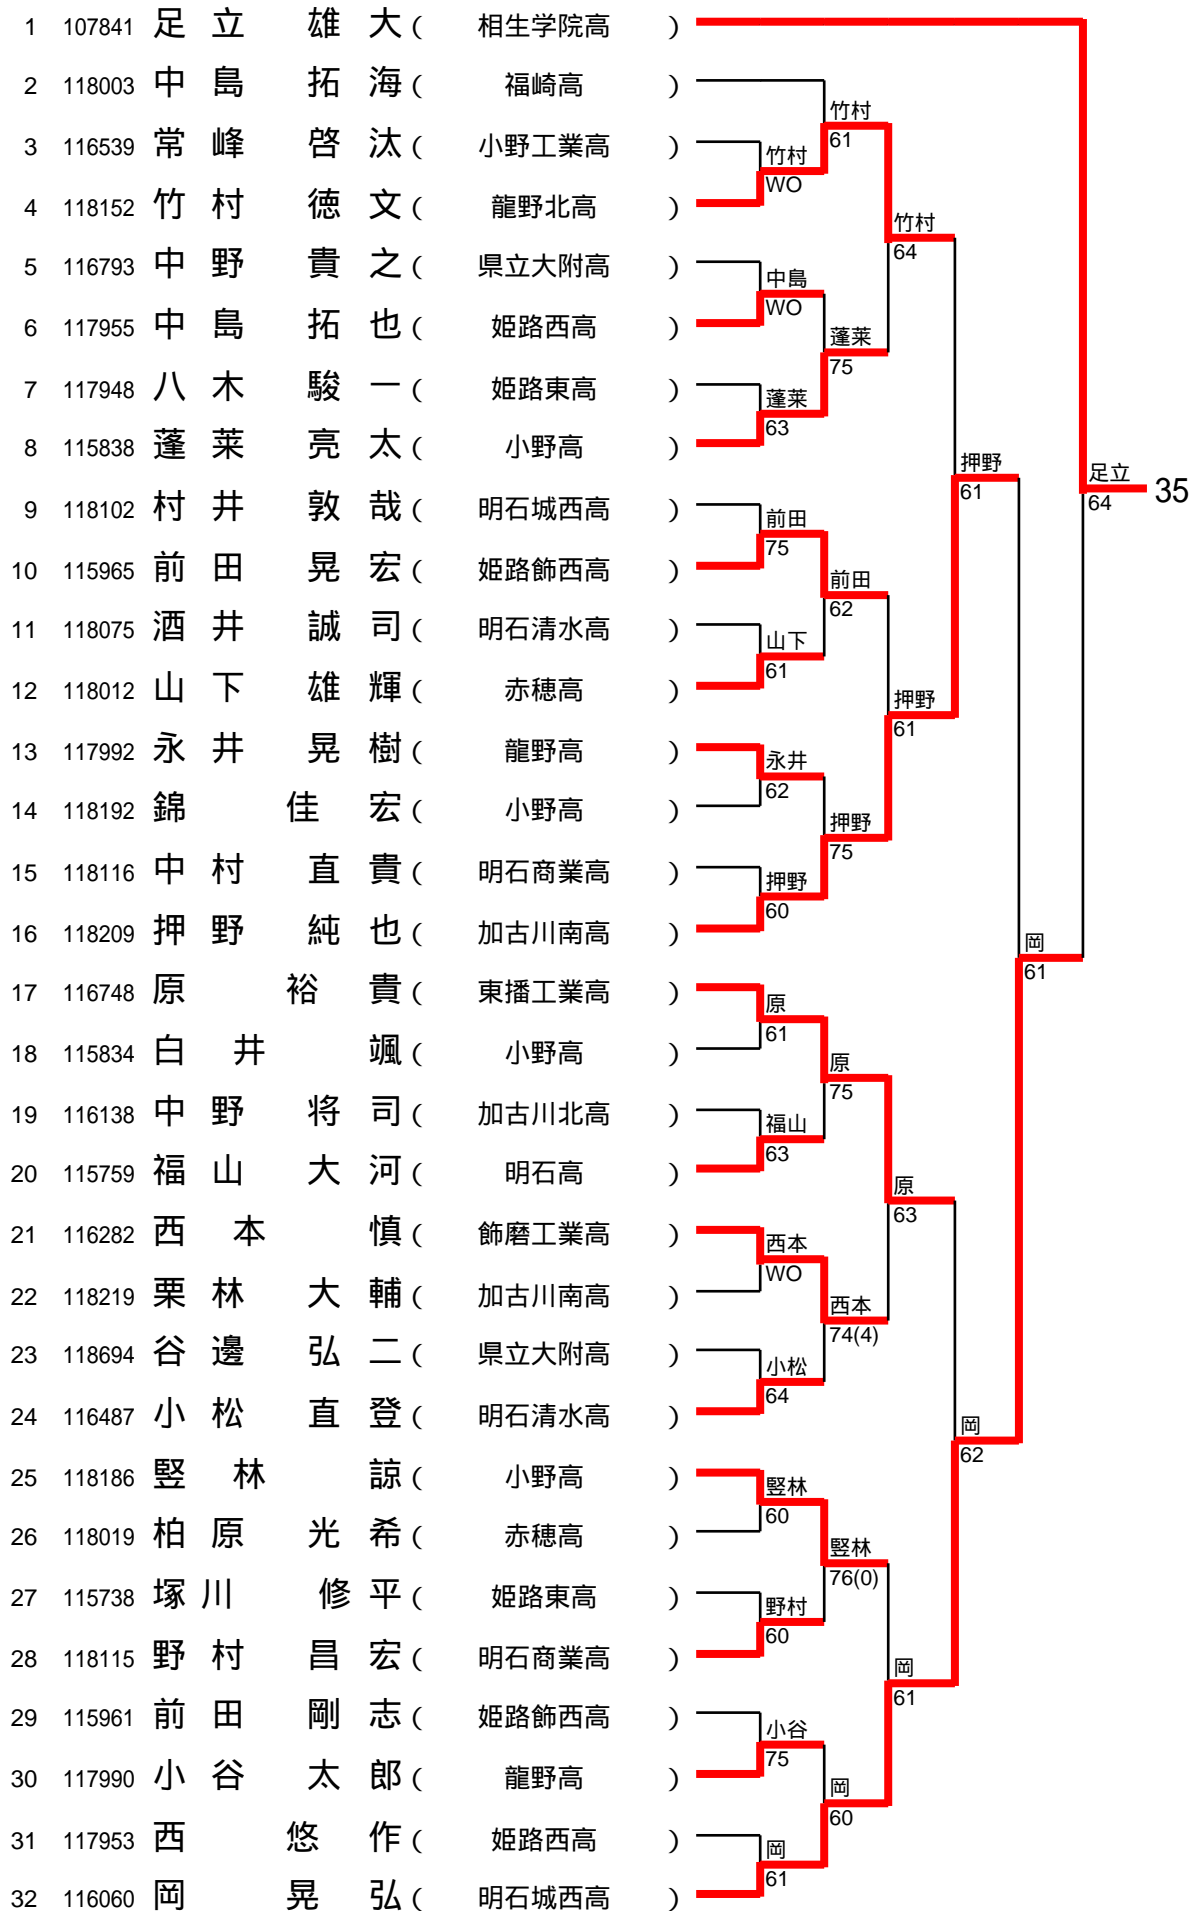 1 107841 足立 雄大 ( 相生学院高 )
2 118003 中島 拓海 ( 福崎高 )
竹村
61
3 116539 常峰 啓汰 ( 小野工業高 )
竹村
WO
4 118152 竹村 徳文 ( 龍野北高 )
竹村
64
5 116793 中野 貴之 ( 県立大附高 )
中島
WO
6 117955 中島 拓也 ( 姫路西高 )
蓬莱
75
7 117948 八木 駿一 ( 姫路東高 )
蓬莱
63
8 115838 蓬莱 亮太 ( 小野高 )
押野
61
足立
64
35
9 118102 村井 敦哉 ( 明石城西高 )
前田
75
10 115965 前田 晃宏 ( 姫路飾西高 )
前田
62
11 118075 酒井 誠司 ( 明石清水高 )
山下
61
12 118012 山下 雄輝 ( 赤穂高 )
押野
61
13 117992 永井 晃樹 ( 龍野高 )
永井
62
14 118192 錦 佳宏 ( 小野高 )
押野
75
15 118116 中村 直貴 ( 明石商業高 )
押野
60
16 118209 押野 純也 ( 加古川南高 )
岡
61
17 116748 原 裕貴 ( 東播工業高 )
原
61
18 115834 白井 颯 ( 小野高 )
原
75
19 116138 中野 将司 ( 加古川北高 )
福山
63
20 115759 福山 大河 ( 明石高 )
原
63
21 116282 西本 慎 ( 飾磨工業高 )
西本
WO
22 118219 栗林 大輔 ( 加古川南高 )
西本
74(4)
23 118694 谷邊 弘二 ( 県立大附高 )
小松
64
24 116487 小松 直登 ( 明石清水高 )
岡
62
25 118186 竪林 諒 ( 小野高 )
竪林
60
26 118019 柏原 光希 ( 赤穂高 )
竪林
76(0)
27 115738 塚川 修平 ( 姫路東高 )
野村
60
28 118115 野村 昌宏 ( 明石商業高 )
岡
61
29 115961 前田 剛志 ( 姫路飾西高 )
小谷
75
30 117990 小谷 太郎 ( 龍野高 )
岡
60
31 117953 西 悠作 ( 姫路西高 )
岡
61
32 116060 岡 晃弘 ( 明石城西高 )